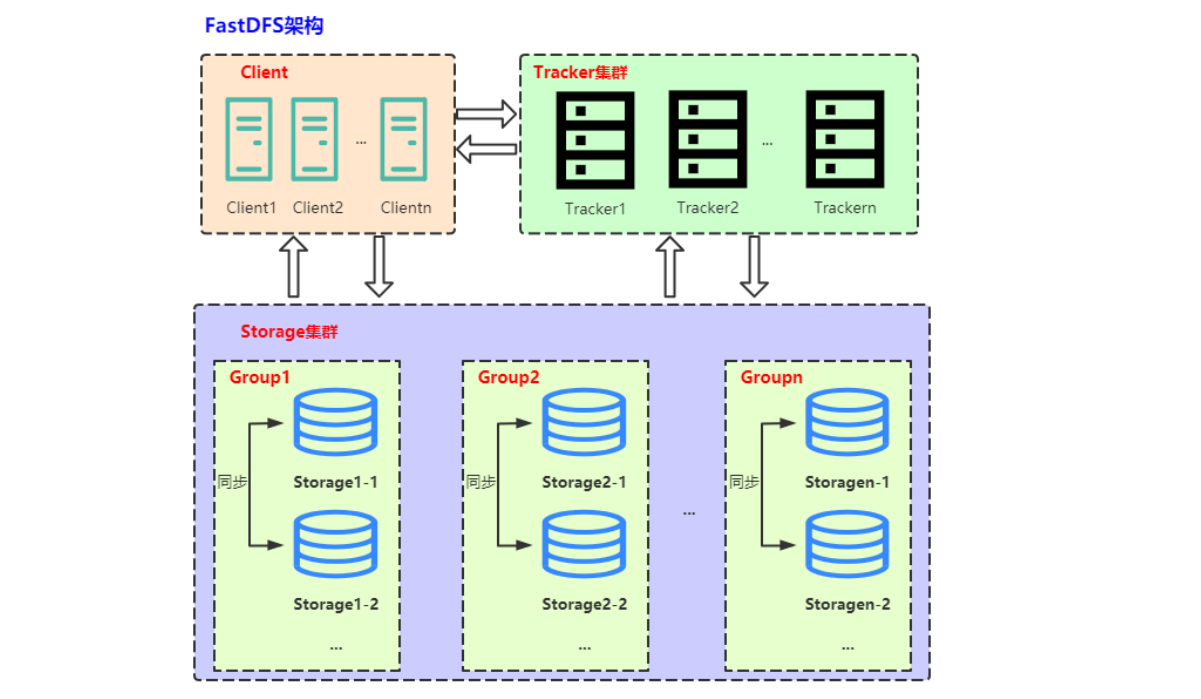 FastDFS架构
Client
Tracker集群
...
...
Client1 Client2 Clientn
Tracker1 Tracker2 Trackern
Storage集群
Group1
Group2
Groupn
同步
Storage1-1
同步
Storage2-1
同步
Storagen-1
...
Storage1-2
Storage2-2
Storagen-2
...
...
...